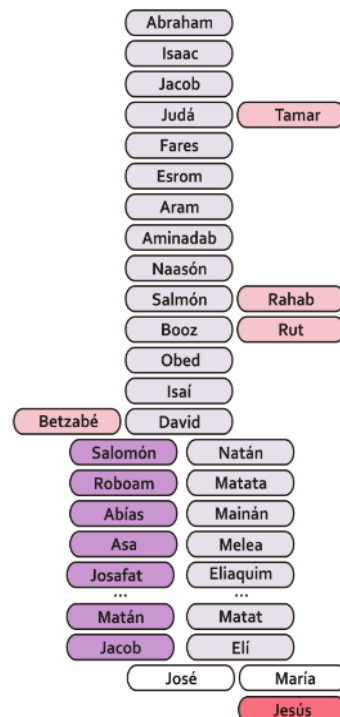 Abraham
Isaac
Jacob
Judá Tamar
Fares
Esrom
Aram
Aminadab
Naasón
Salmón Rahab
Booz Rut
Obed
Isaí
Betzabé David
Salomón Natán
Roboam Matata
Abías Mainán
Asa Melea
Josafat Eliaquim
... ...
Matán Matat
Jacob Elí
José María
Jesús